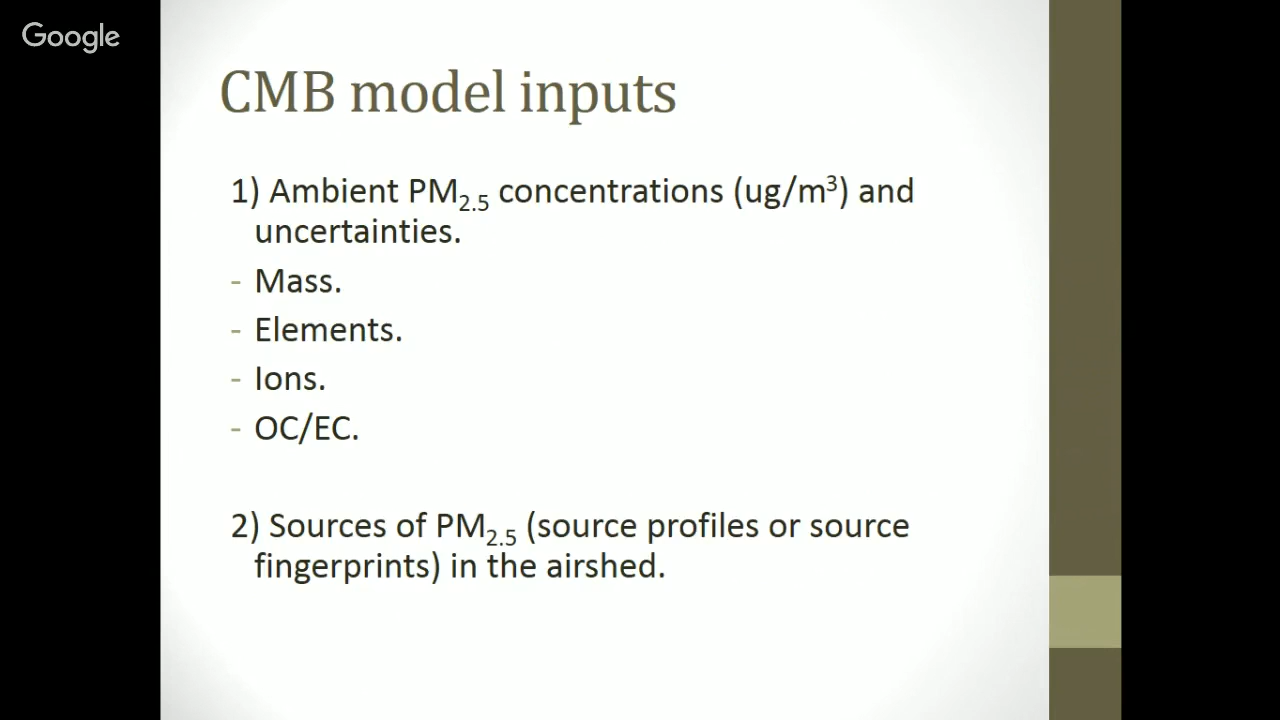 Google
CMB model inputs
1) Ambient PM2.5 concentrations (ug/m3) and
uncertainties.
- Mass.
- Elements.
- Ions.
- OC/EC.
2) Sources of PM2.5 (source profiles or source
fingerprints) in the airshed.